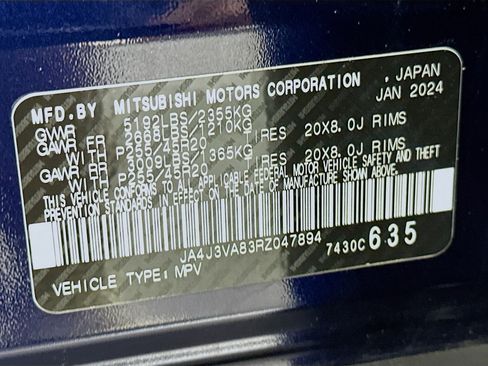 MFD.BY MITSUBISHI MOTORS CORPORATION , JAPAN
GVWR 5192LBS/2355KG JAN 2024
GAWR FR 2668LBS/1210KG
WITH P255/45R20 TIRES 20X8.0J RIMS
GAWR RR 3009LBS/1365KG
WITH P255/45R20 TIRES 20X8.0J RIMS
THIS VEHICLE CONFORMS TO ALL APPLICABLE FEDERAL MOTOR VEHICLE SAFETY AND THEFT
PREVENTION STANDARDS IN EFFECT ON THE DATE OF MANUFACTURE SHOWN ABOVE.
JA4J3VA83RZ047894 7430C 635
VEHICLE TYPE: MPV